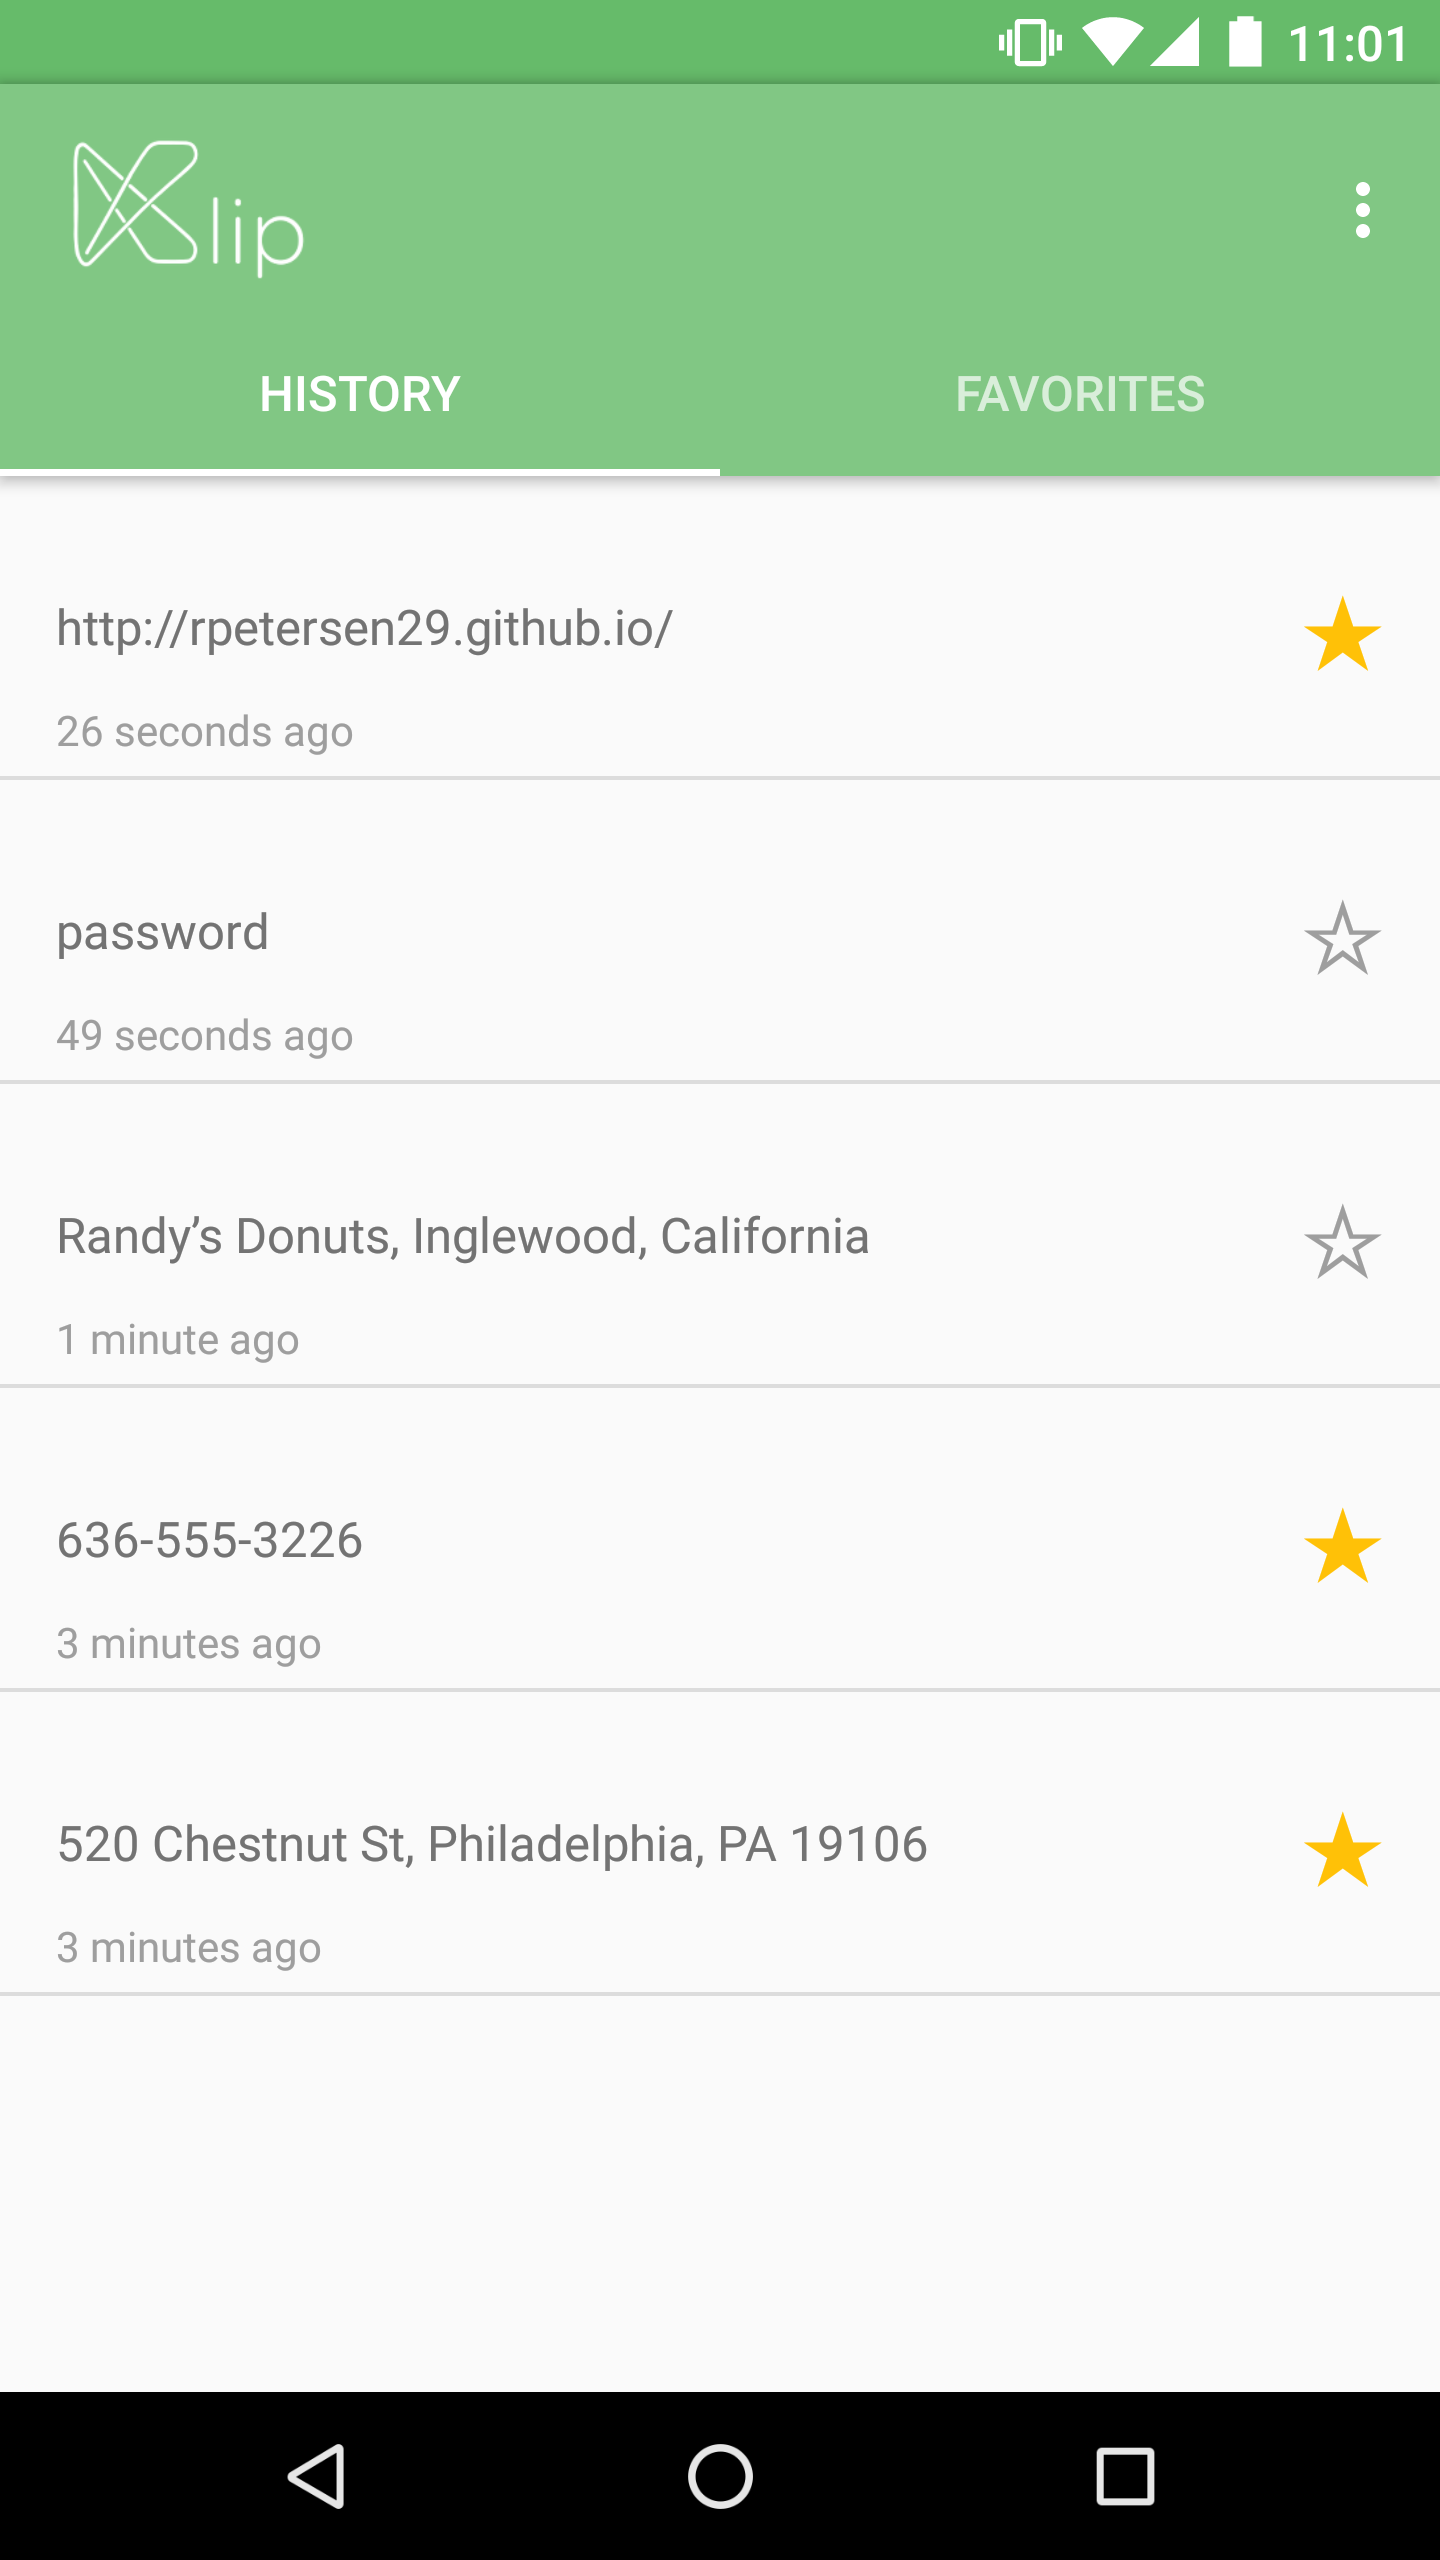 11:01
Klip
HISTORY
FAVORITES
http://rpetersen29.github.io/
26 seconds ago
password
49 seconds ago
Randy’s Donuts, Inglewood, California
1 minute ago
636-555-3226
3 minutes ago
520 Chestnut St, Philadelphia, PA 19106
3 minutes ago